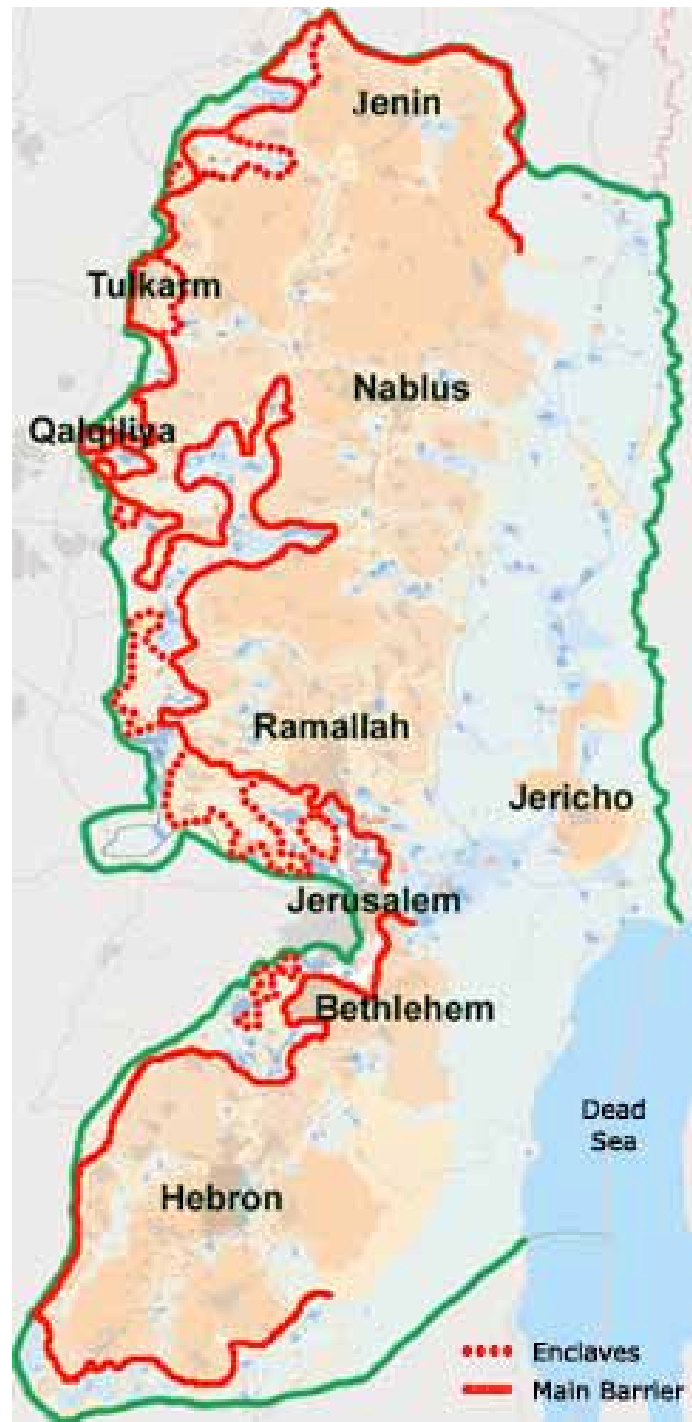 Jenin
Tulkarm
Nablus
Qalqiliya
Ramallah
Jericho
Jerusalem
Bethlehem
Dead
Sea
Hebron
Enclaves
Main Barrier